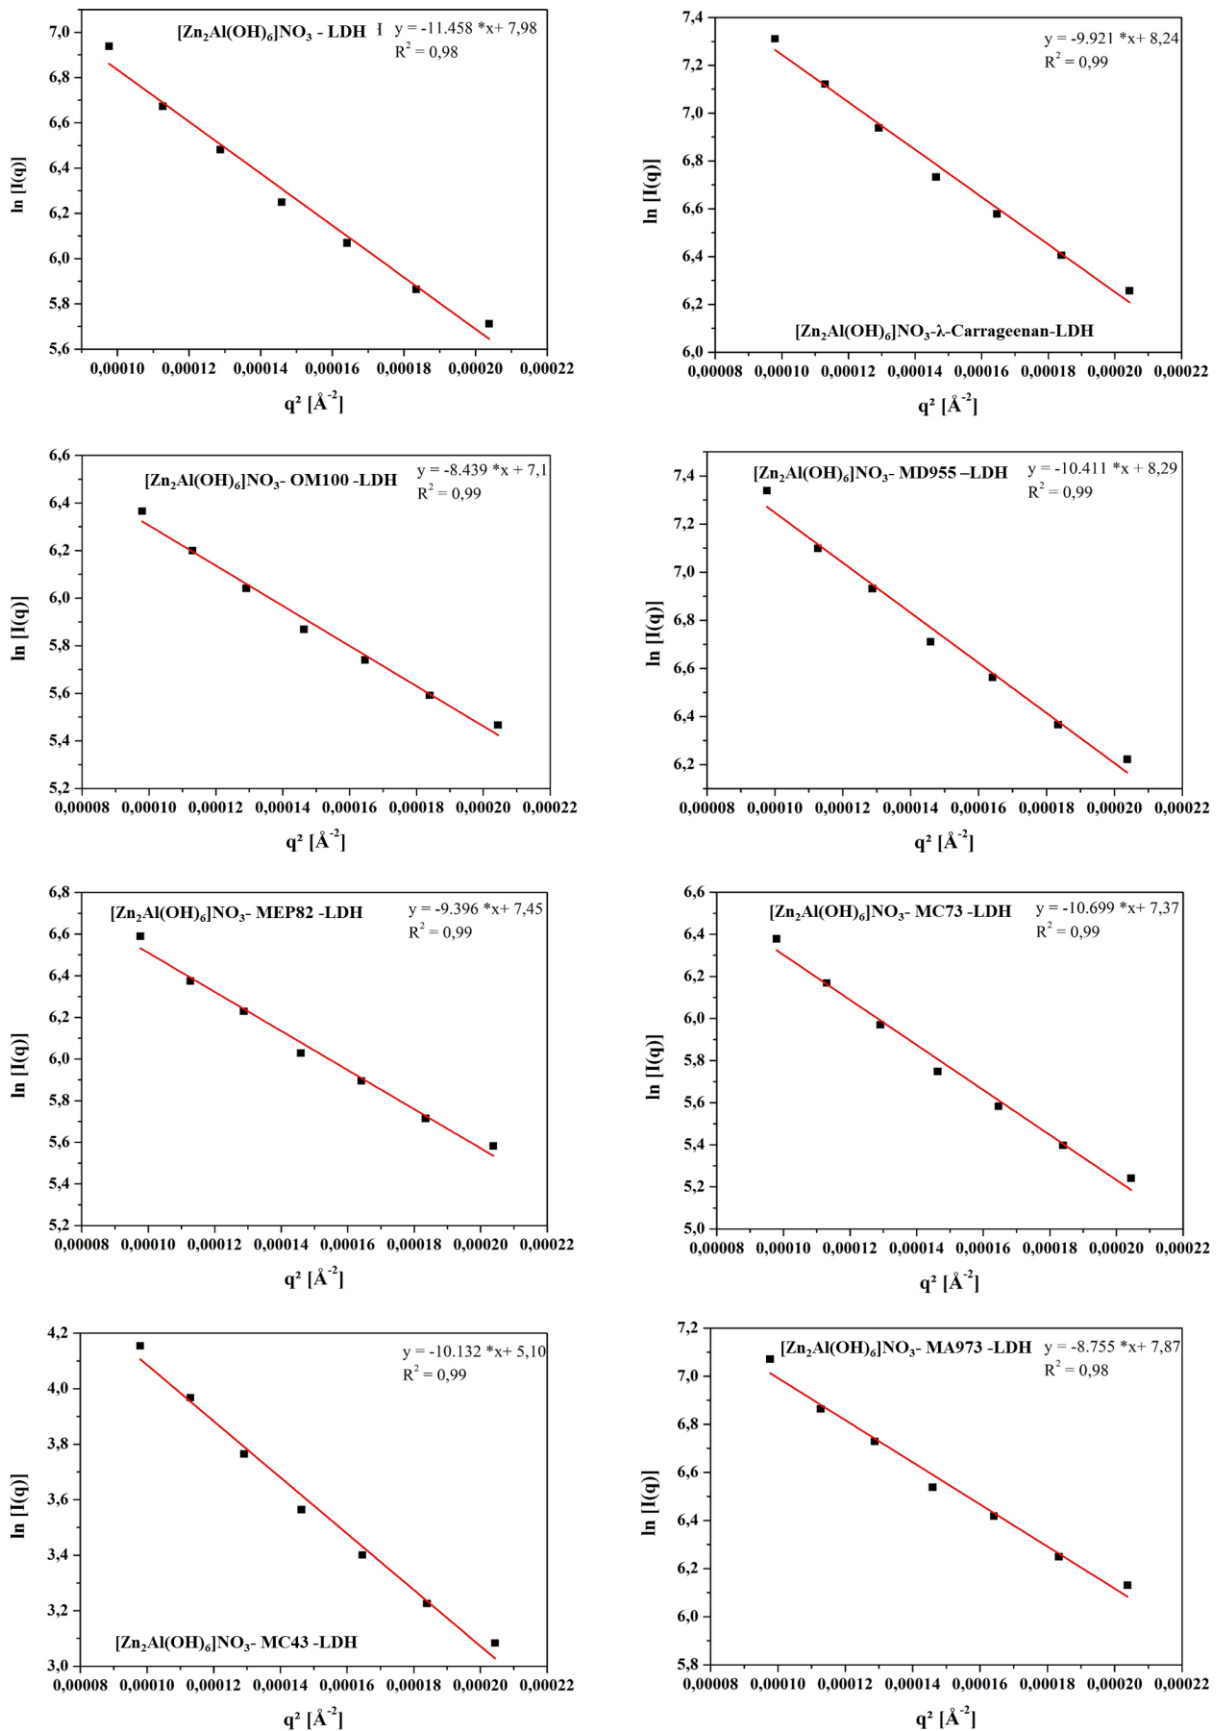 [Zn₂Al(OH)₆]NO₃ - LDH I y = -11.458 *x+ 7,98
R² = 0,98
7,0
6,8
6,6
6,4
6,2
6,0
5,8
5,6
ln [I(q)]
0,00010 0,00012 0,00014 0,00016 0,00018 0,00020 0,00022
q² [Å⁻²]
y = -9.921 *x+ 8,24
R² = 0,99
7,4
7,2
7,0
6,8
6,6
6,4
6,2
6,0
ln [I(q)]
[Zn₂Al(OH)₆]NO₃-λ-Carrageenan-LDH
0,00008 0,00010 0,00012 0,00014 0,00016 0,00018 0,00020 0,00022
q² [Å⁻²]
[Zn₂Al(OH)₆]NO₃- OM100 -LDH y = -8.439 *x + 7,1
R² = 0,99
6,6
6,4
6,2
6,0
5,8
5,6
5,4
5,2
ln [I(q)]
0,00008 0,00010 0,00012 0,00014 0,00016 0,00018 0,00020 0,00022
q² [Å⁻²]
[Zn₂Al(OH)₆]NO₃- MD955 –LDH y = -10.411 *x + 8,29
R² = 0,99
7,4
7,2
7,0
6,8
6,6
6,4
6,2
ln [I(q)]
0,00008 0,00010 0,00012 0,00014 0,00016 0,00018 0,00020 0,00022
q² [Å⁻²]
[Zn₂Al(OH)₆]NO₃- MEP82 -LDH y = -9.396 *x+ 7,45
R² = 0,99
6,8
6,6
6,4
6,2
6,0
5,8
5,6
5,4
5,2
ln [I(q)]
0,00008 0,00010 0,00012 0,00014 0,00016 0,00018 0,00020 0,00022
q² [Å⁻²]
[Zn₂Al(OH)₆]NO₃- MC73 -LDH y = -10.699 *x+ 7,37
R² = 0,99
6,6
6,4
6,2
6,0
5,8
5,6
5,4
5,2
5,0
ln [I(q)]
0,00008 0,00010 0,00012 0,00014 0,00016 0,00018 0,00020 0,00022
q² [Å⁻²]
y = -10.132 *x+ 5,10
R² = 0,99
4,2
4,0
3,8
3,6
3,4
3,2
3,0
ln [I(q)]
[Zn₂Al(OH)₆]NO₃- MC43 -LDH
0,00008 0,00010 0,00012 0,00014 0,00016 0,00018 0,00020 0,00022
q² [Å⁻²]
[Zn₂Al(OH)₆]NO₃- MA973 -LDH y = -8.755 *x+ 7,87
R² = 0,98
7,2
7,0
6,8
6,6
6,4
6,2
6,0
5,8
ln [I(q)]
0,00008 0,00010 0,00012 0,00014 0,00016 0,00018 0,00020 0,00022
q² [Å⁻²]